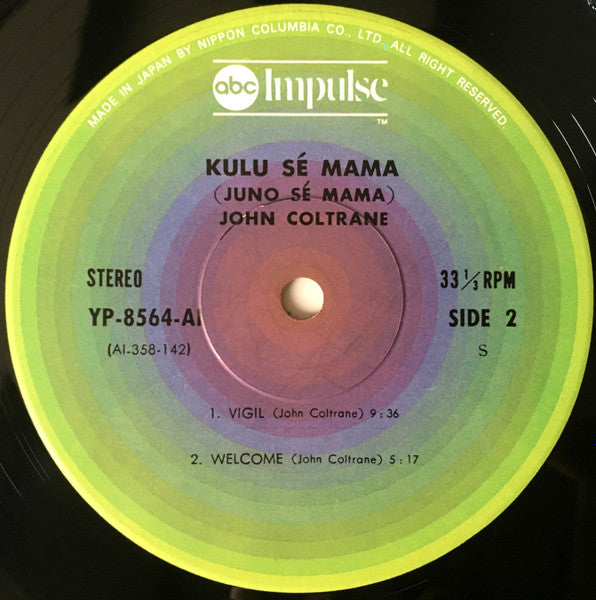 MADE IN JAPAN BY NIPPON COLUMBIA CO., LTD. ALL RIGHT RESERVED.
abc Impulse
TM
KULU SÉ MAMA
(JUNO SÉ MAMA)
JOHN COLTRANE
STEREO
33 1/3 RPM
YP-8564-AI
SIDE 2
(AI-358-142)
S
1. VIGIL (John Coltrane) 9:36
2. WELCOME (John Coltrane) 5:17